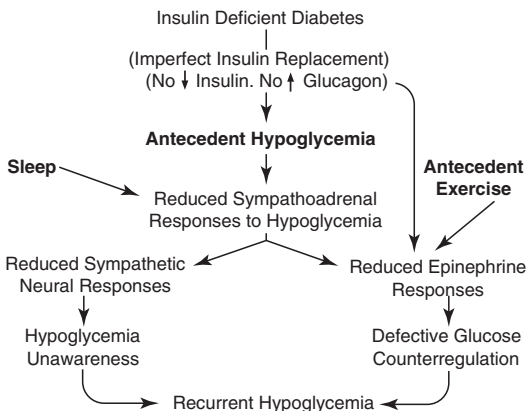 Insulin Deficient Diabetes
(Imperfect Insulin Replacement)
(No ↓ Insulin. No ↑ Glucagon)
Antecedent Hypoglycemia
Sleep
Antecedent
Exercise
Reduced Sympathoadrenal
Responses to Hypoglycemia
Reduced Sympathetic
Neural Responses
Reduced Epinephrine
Responses
Hypoglycemia
Unawareness
Defective Glucose
Counterregulation
Recurrent Hypoglycemia